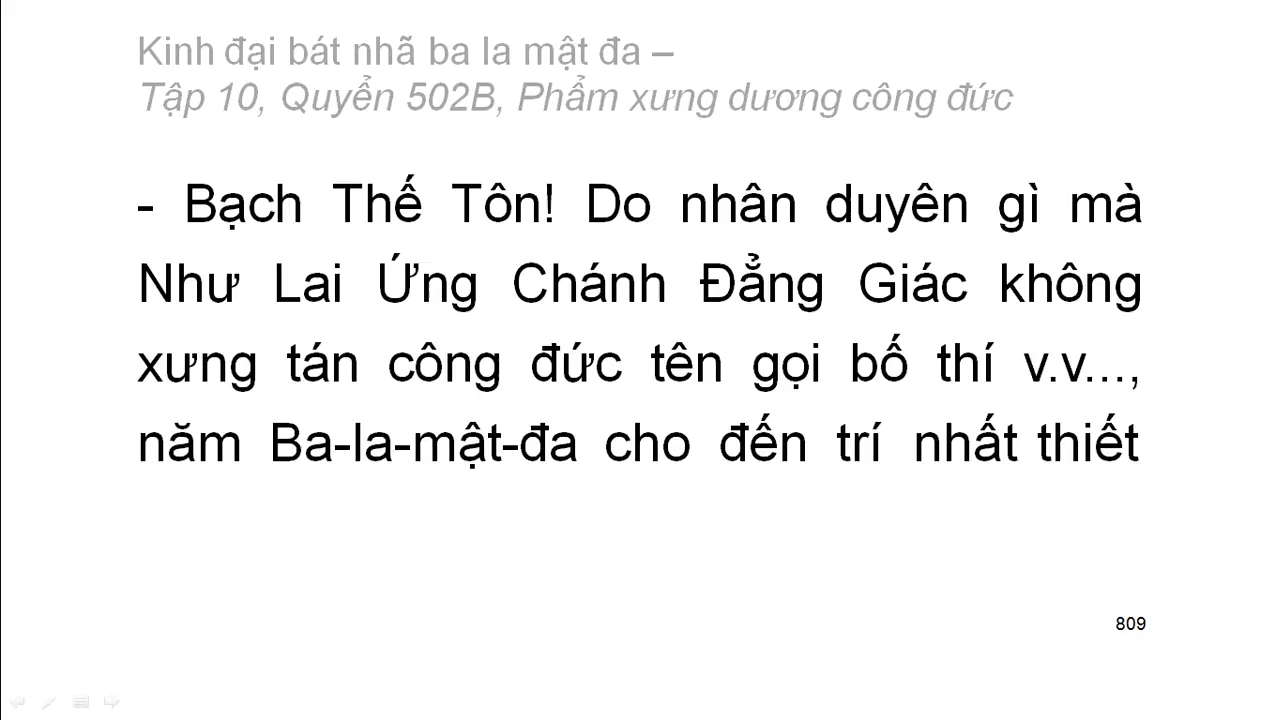 Kinh đại bát nhã ba la mật đa –
Tập 10, Quyển 502B, Phẩm xưng dương công đức
- Bạch Thế Tôn! Do nhân duyên gì mà
Như Lai Ứng Chánh Đẳng Giác không
xưng tán công đức tên gọi bố thí v.v...,
năm Ba-la-mật-đa cho đến trí nhất thiết
809